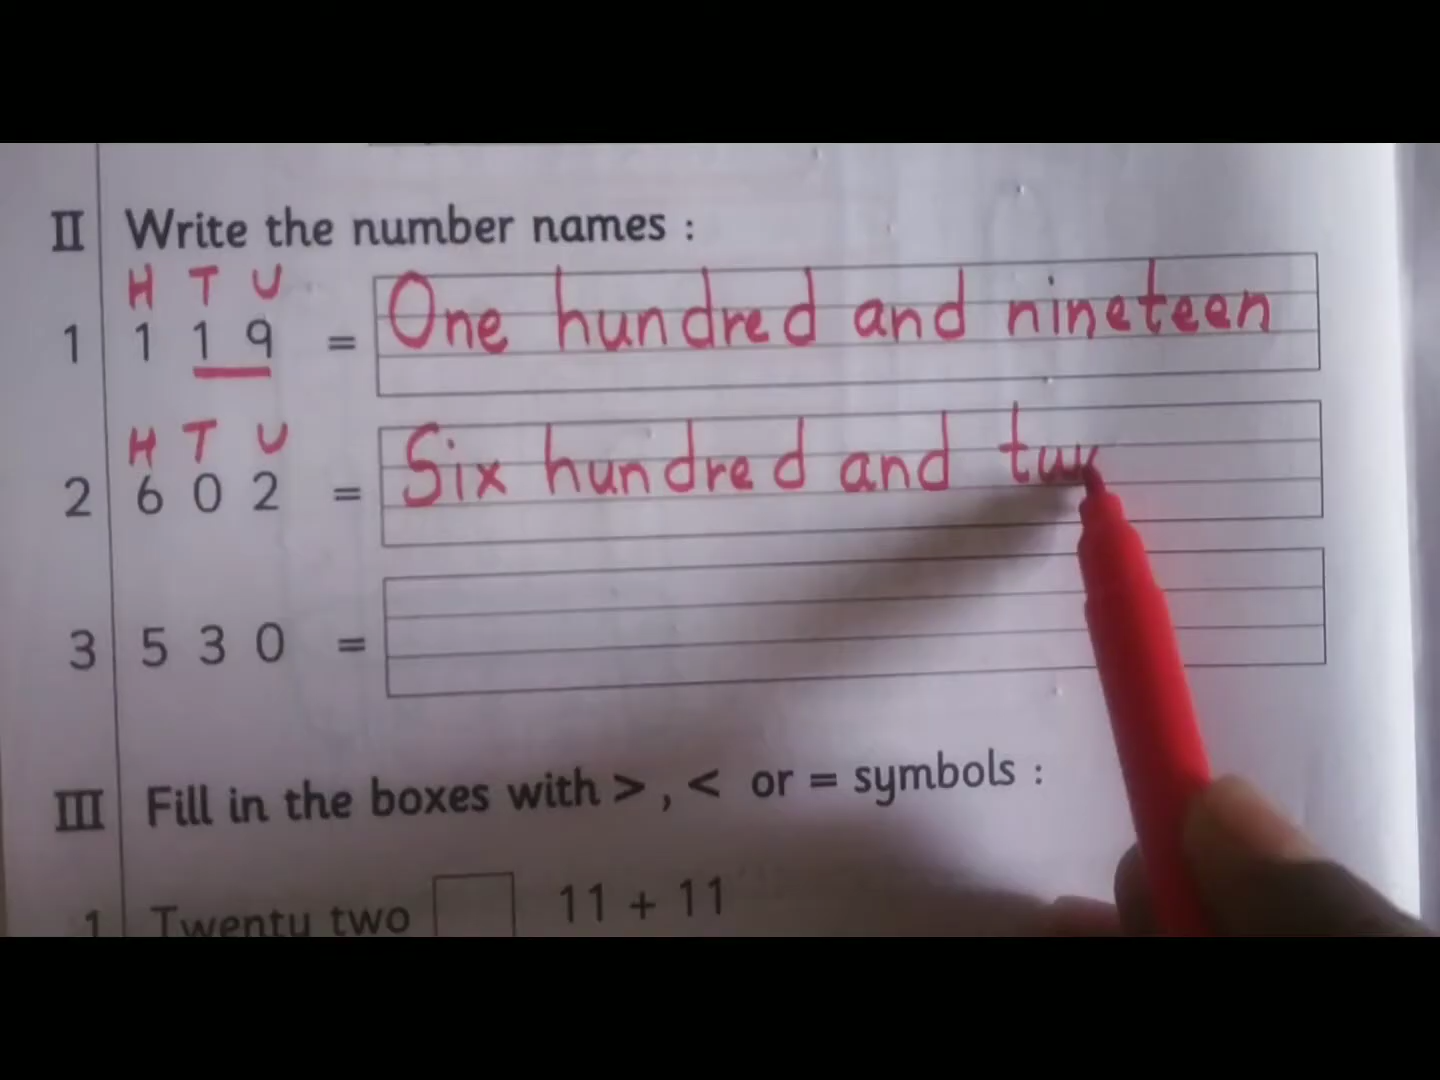 II Write the number names :
H T U
1 1 1 9 = One hundred and nineteen
H T U
2 6 0 2 = Six hundred and tw
3 5 3 0 =
III Fill in the boxes with > , < or = symbols :
1 Twenty two 11 + 11